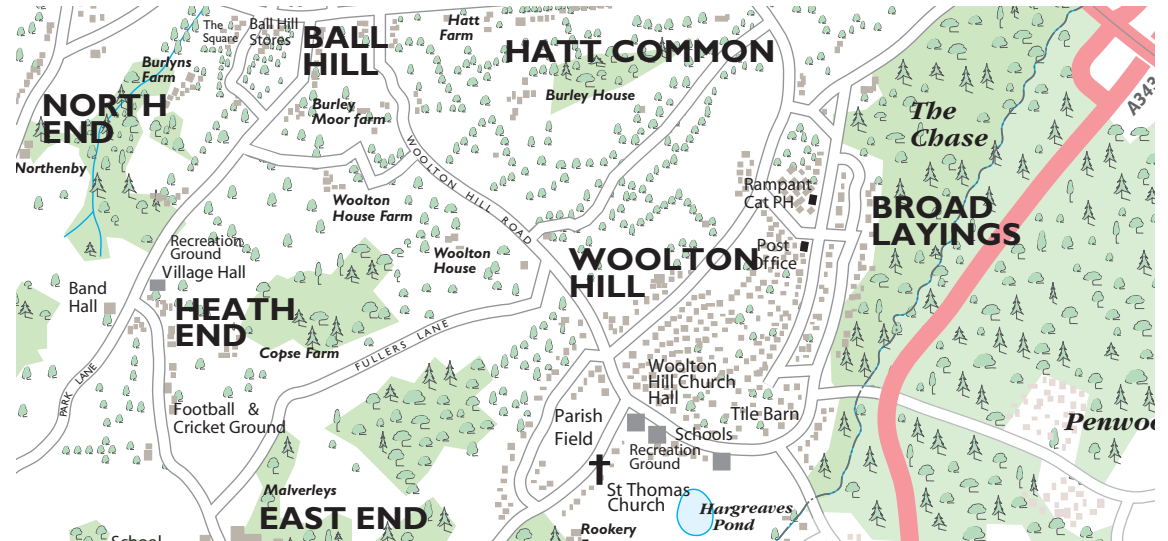 The
Square
Ball Hill
Stores
BALL
HILL
Hatt
Farm
HATT COMMON
Burlyns
Farm
NORTH
END
Burley
Moor farm
Burley House
The
Chase
A343
Northenby
WOOLTON HILL ROAD
Woolton
House Farm
Rampant
Cat PH
BROAD
LAYINGS
Recreation
Ground
Village Hall
Woolton
House
WOOLTON
HILL
Post
Office
Band
Hall
HEATH
END
Copse Farm
FULLERS LANE
PARK LANE
Woolton
Hill Church
Hall
Football &
Cricket Ground
Parish
Field
Tile Barn
Schools
Recreation
Ground
Penwoo
Malverleys
EAST END
St Thomas
Church
Hargreaves
Pond
Rookery
School